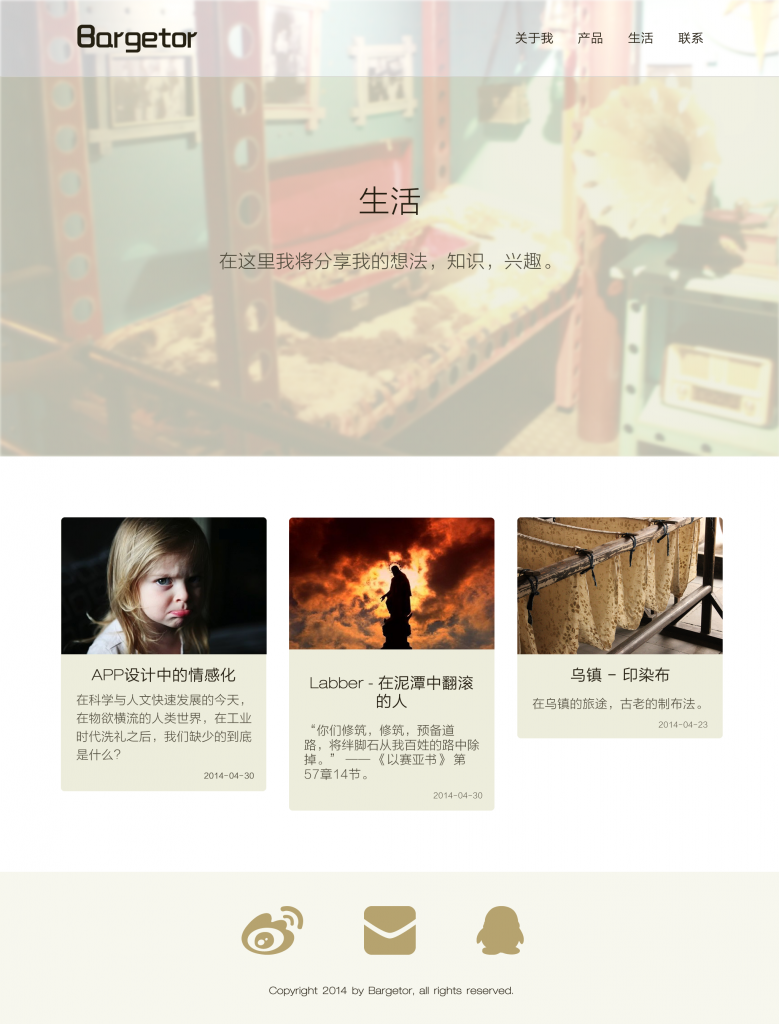 Bargetor
关于我 产品 生活 联系
生活
在这里我将分享我的想法，知识，兴趣。
APP设计中的情感化
在科学与人文快速发展的今天，
在物欲横流的人类世界，在工业
时代洗礼之后，我们缺少的到底
是什么？
2014-04-30
Labber - 在泥潭中翻滚
的人
“你们修筑，修筑，预备道
路，将绊脚石从我百姓的路中除
掉。” —— 《以赛亚书》 第
57章14节。
2014-04-30
乌镇 - 印染布
在乌镇的旅途，古老的制布法。
2014-04-23
Copyright 2014 by Bargetor, all rights reserved.